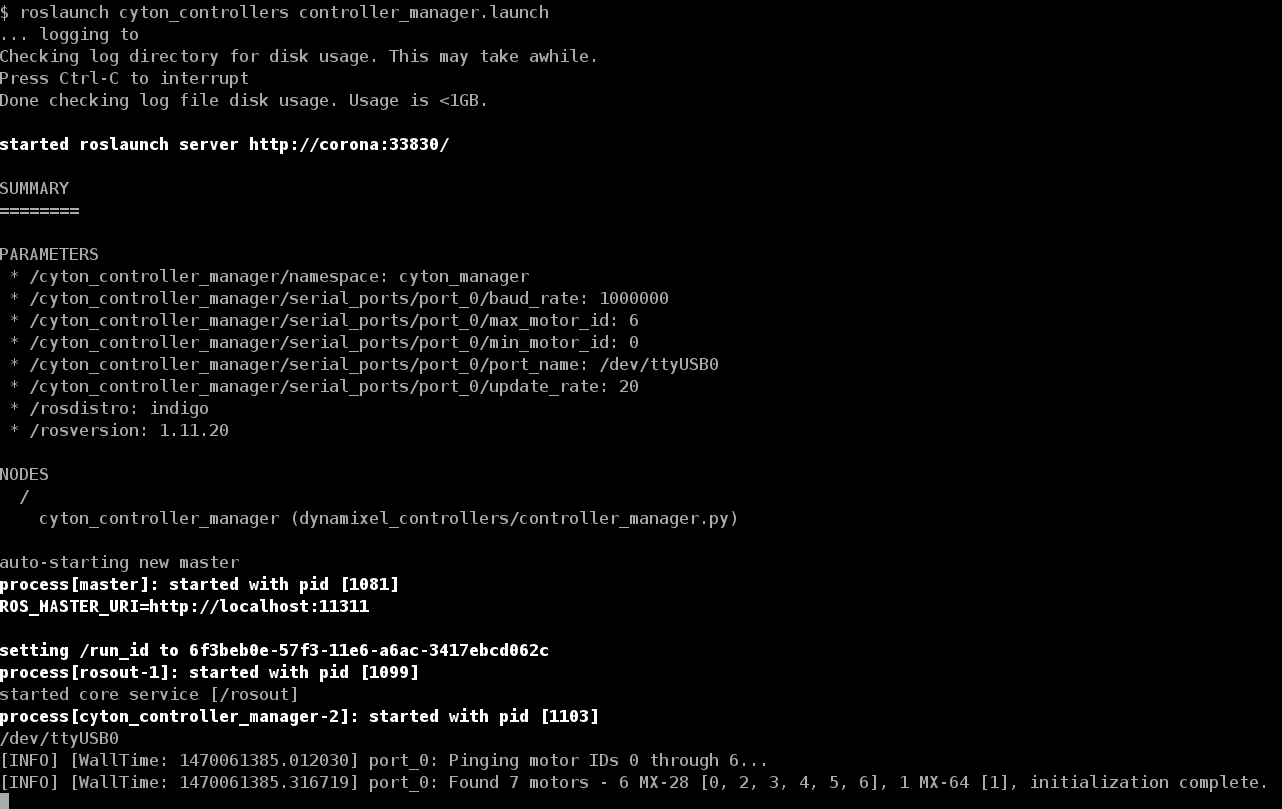 $ roslaunch cyton_controllers controller_manager.launch
... logging to
Checking log directory for disk usage. This may take awhile.
Press Ctrl-C to interrupt
Done checking log file disk usage. Usage is <1GB.
started roslaunch server http://corona:33830/
SUMMARY
========
PARAMETERS
 * /cyton_controller_manager/namespace: cyton_manager
 * /cyton_controller_manager/serial_ports/port_0/baud_rate: 1000000
 * /cyton_controller_manager/serial_ports/port_0/max_motor_id: 6
 * /cyton_controller_manager/serial_ports/port_0/min_motor_id: 0
 * /cyton_controller_manager/serial_ports/port_0/port_name: /dev/ttyUSB0
 * /cyton_controller_manager/serial_ports/port_0/update_rate: 20
 * /rosdistro: indigo
 * /rosversion: 1.11.20
NODES
  /
    cyton_controller_manager (dynamixel_controllers/controller_manager.py)
auto-starting new master
process[master]: started with pid [1081]
ROS_MASTER_URI=http://localhost:11311
setting /run_id to 6f3beb0e-57f3-11e6-a6ac-3417ebcd062c
process[rosout-1]: started with pid [1099]
started core service [/rosout]
process[cyton_controller_manager-2]: started with pid [1103]
/dev/ttyUSB0
[INFO] [WallTime: 1470061385.012030] port_0: Pinging motor IDs 0 through 6...
[INFO] [WallTime: 1470061385.316719] port_0: Found 7 motors - 6 MX-28 [0, 2, 3, 4, 5, 6], 1 MX-64 [1], initialization complete.